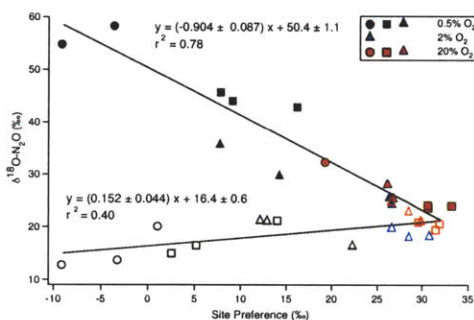 60
50
40
30
20
10
δ¹⁸O-N₂O (‰)
y = (-0.904 ± 0.087) x + 50.4 ± 1.1
r² = 0.78
y = (0.152 ± 0.044) x + 16.4 ± 0.6
r² = 0.40
0.5% O₂
2% O₂
20% O₂
-10 -5 0 5 10 15 20 25 30 35
Site Preference (‰)